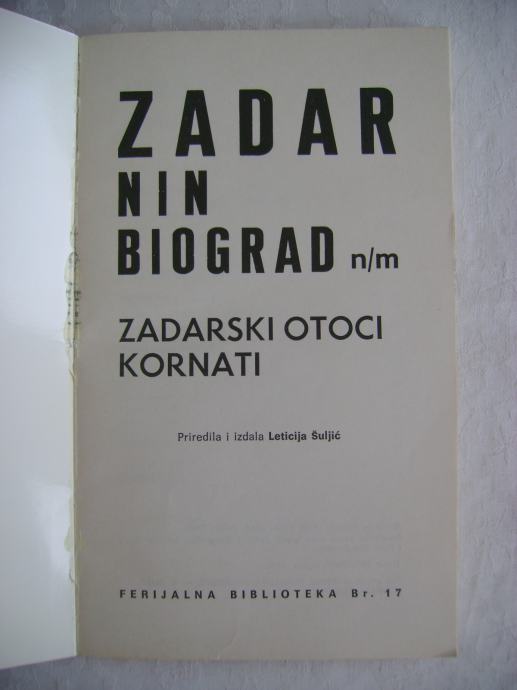 ZADAR
NIN
BIOGRAD n/m
ZADARSKI OTOCI
KORNATI
Priredila i izdala Leticija Šuljić
FERIJALNA BIBLIOTEKA Br. 17